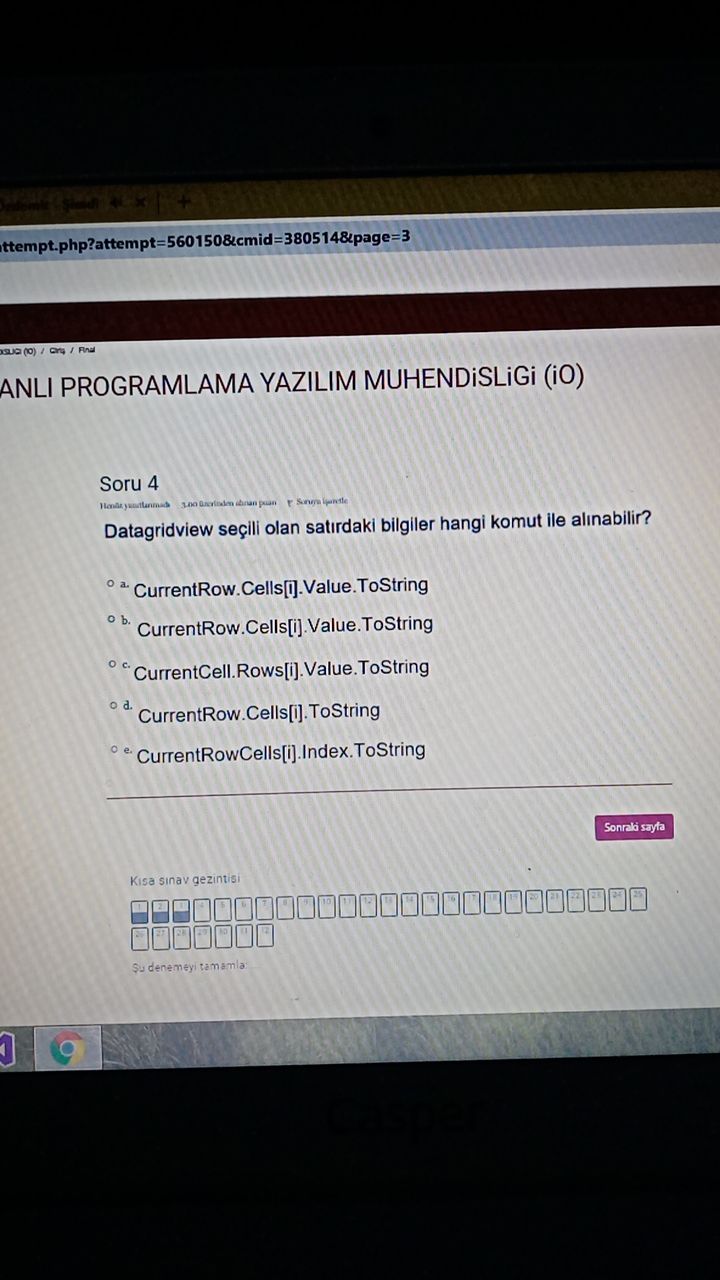 Şimdi
ttempt.php?attempt=560150&cmid=380514&page=3
(İO) / Giriş / Final
ANLI PROGRAMLAMA YAZILIM MUHENDiSLiGi (iO)
Soru 4
Henüz yanıtlanmadı 3,00 üzerinden alınan puan Soruyu işaretle
Datagridview seçili olan satırdaki bilgiler hangi komut ile alınabilir?
a. CurrentRow.Cells[i].Value.ToString
b. CurrentRow.Cells[i].Value.ToString
c. CurrentCell.Rows[i].Value.ToString
d. CurrentRow.Cells[i].ToString
e. CurrentRowCells[i].Index.ToString
Sonraki sayfa
Kısa sınav gezintisi
1 2 3 4 5 6 7 8 9 10 11 12 13 14 15 16 17 18 19 20 21 22 23 24 25
26 27 28 29 30 31 32
Şu denemeyi tamamla...
Casper